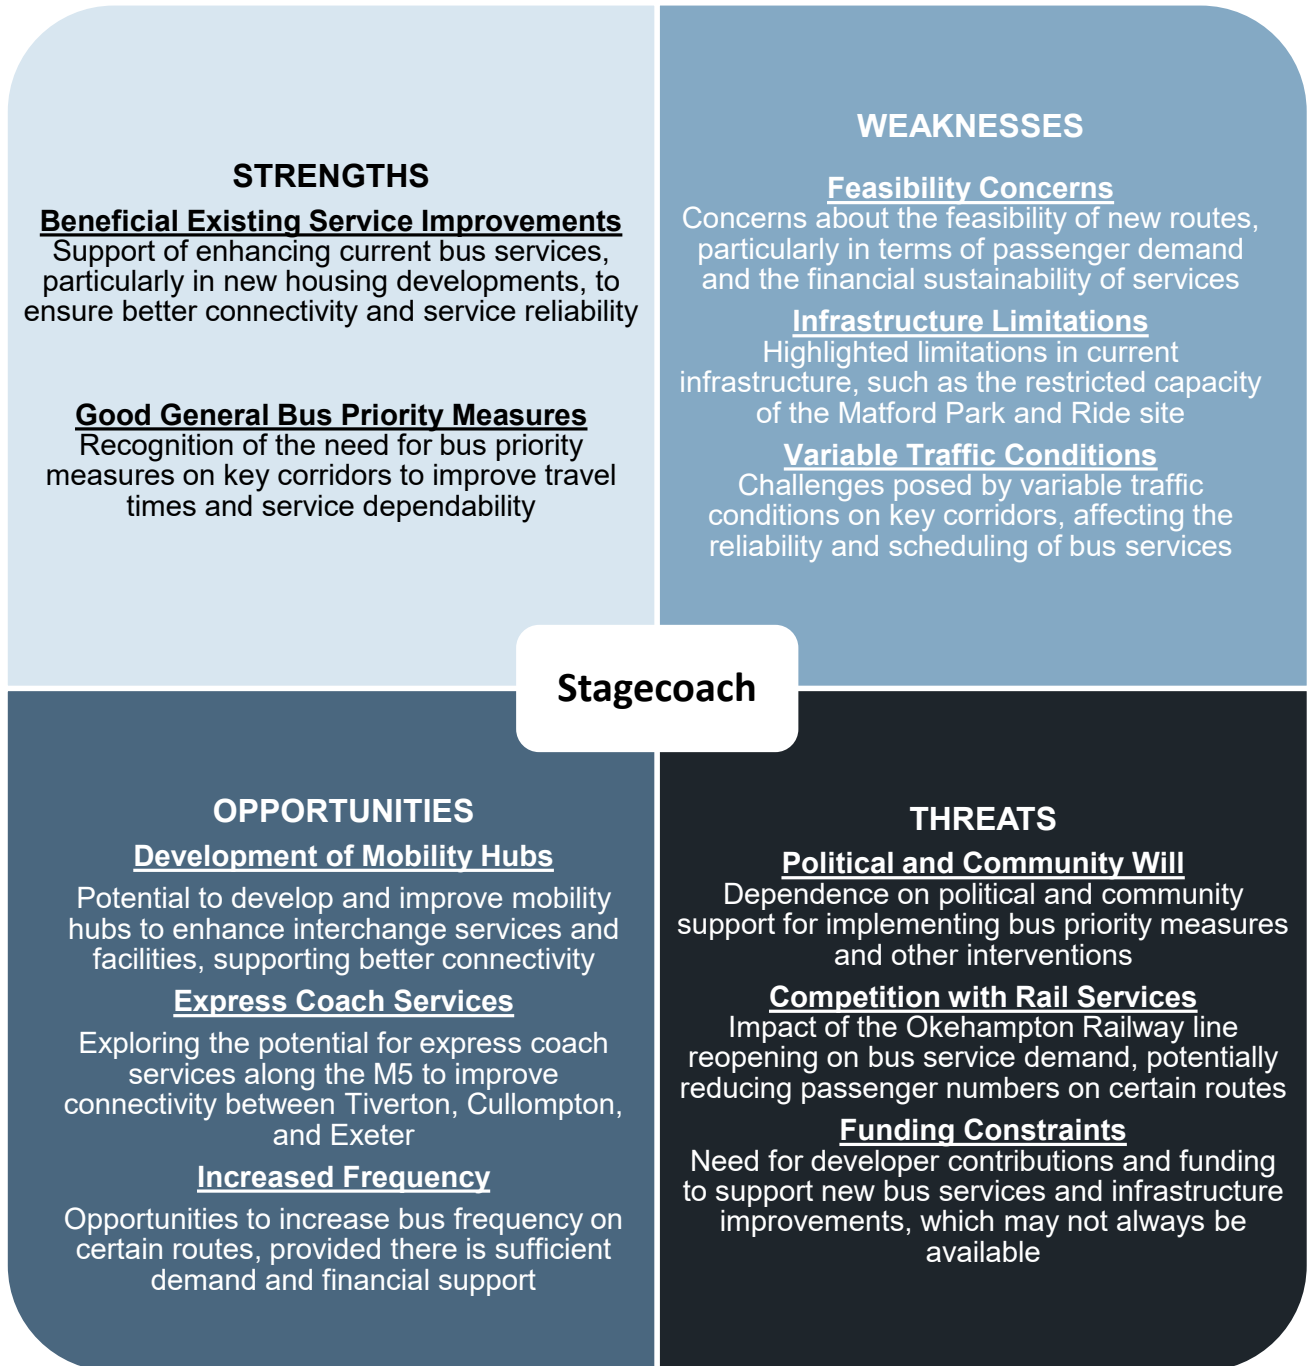 STRENGTHS
Beneficial Existing Service Improvements
Support of enhancing current bus services,
particularly in new housing developments, to
ensure better connectivity and service reliability
Good General Bus Priority Measures
Recognition of the need for bus priority
measures on key corridors to improve travel
times and service dependability
WEAKNESSES
Feasibility Concerns
Concerns about the feasibility of new routes,
particularly in terms of passenger demand
and the financial sustainability of services
Infrastructure Limitations
Highlighted limitations in current
infrastructure, such as the restricted capacity
of the Matford Park and Ride site
Variable Traffic Conditions
Challenges posed by variable traffic
conditions on key corridors, affecting the
reliability and scheduling of bus services
Stagecoach
OPPORTUNITIES
Development of Mobility Hubs
Potential to develop and improve mobility
hubs to enhance interchange services and
facilities, supporting better connectivity
Express Coach Services
Exploring the potential for express coach
services along the M5 to improve
connectivity between Tiverton, Cullompton,
and Exeter
Increased Frequency
Opportunities to increase bus frequency on
certain routes, provided there is sufficient
demand and financial support
THREATS
Political and Community Will
Dependence on political and community
support for implementing bus priority measures
and other interventions
Competition with Rail Services
Impact of the Okehampton Railway line
reopening on bus service demand, potentially
reducing passenger numbers on certain routes
Funding Constraints
Need for developer contributions and funding
to support new bus services and infrastructure
improvements, which may not always be
available